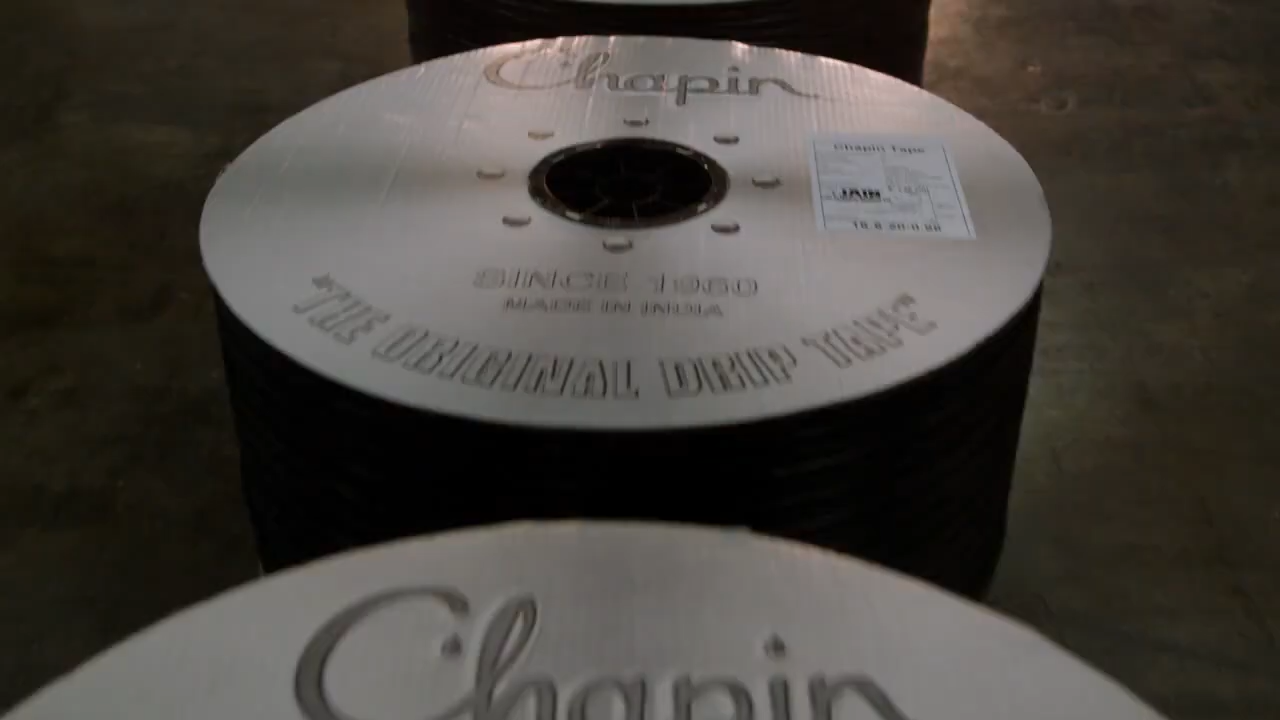 Chapin
Chapin Tape
JAIN
SINCE 1960
MADE IN INDIA
"THE ORIGINAL DRIP TAPE"
Chapin